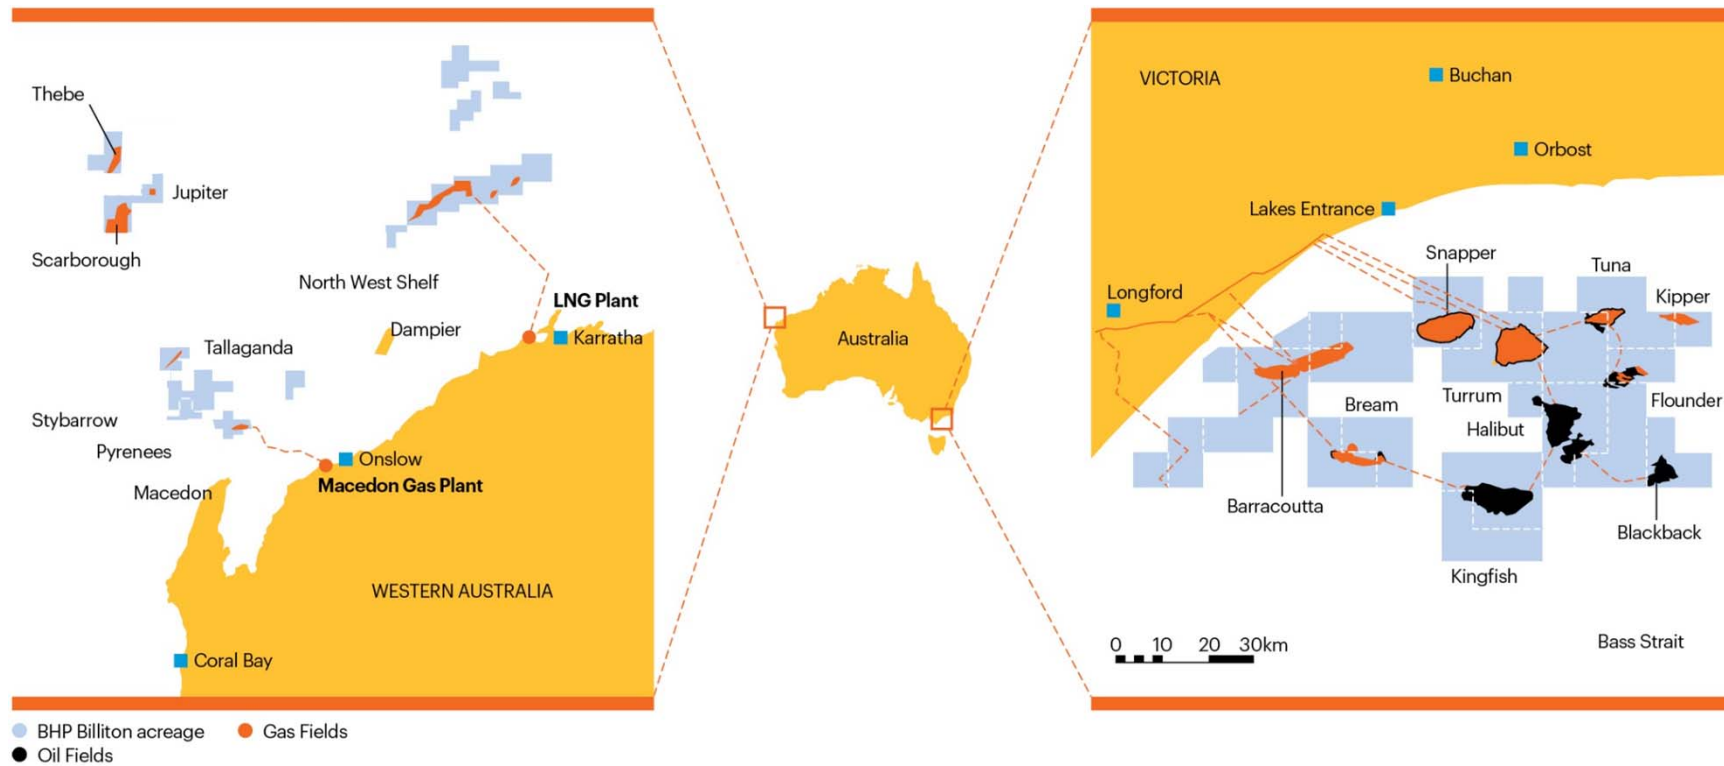 Thebe
Jupiter
Scarborough
North West Shelf
LNG Plant
Dampier
Karratha
Tallaganda
Stybarrow
Pyrenees
Onslow
Macedon Gas Plant
Macedon
WESTERN AUSTRALIA
Coral Bay
Australia
VICTORIA
Buchan
Orbost
Lakes Entrance
Snapper
Tuna
Longford
Kipper
Bream
Turrum
Flounder
Halibut
Barracoutta
Blackback
Kingfish
0 10 20 30km
Bass Strait
BHP Billiton acreage
Gas Fields
Oil Fields